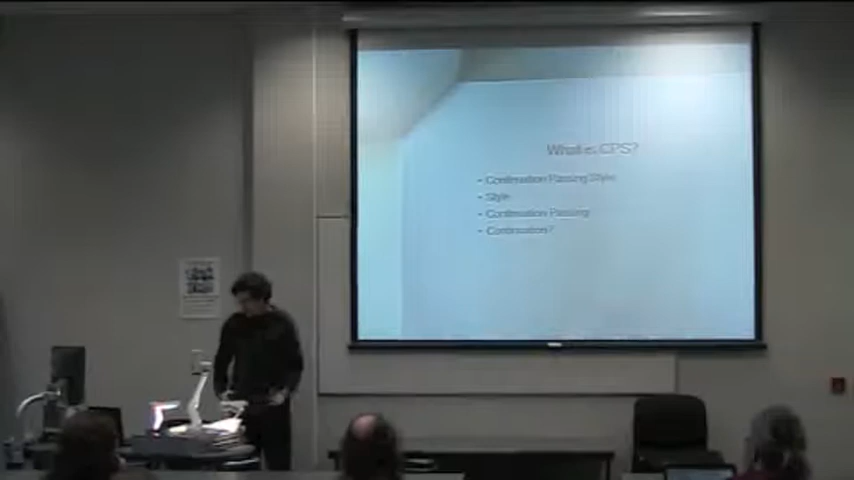 What is CPS?
- Continuation Passing Style
- Style
- Continuation Passing
- Continuation?